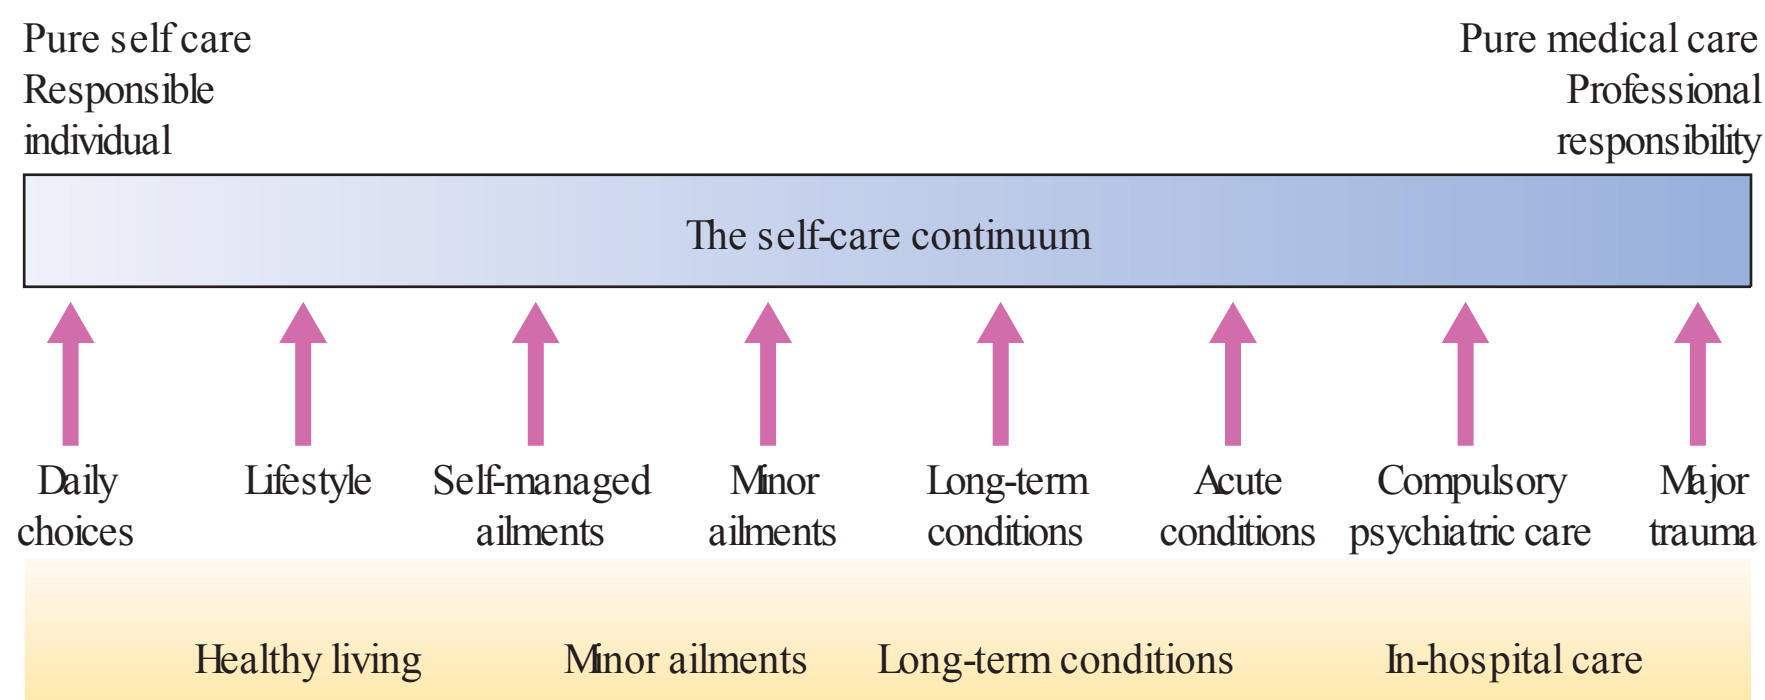 Pure self care
Responsible
individual
Pure medical care
Professional
responsibility
The self-care continuum
Daily
choices
Lifestyle
Self-managed
ailments
Minor
ailments
Long-term
conditions
Acute
conditions
Compulsory
psychiatric care
Major
trauma
Healthy living
Minor ailments
Long-term conditions
In-hospital care